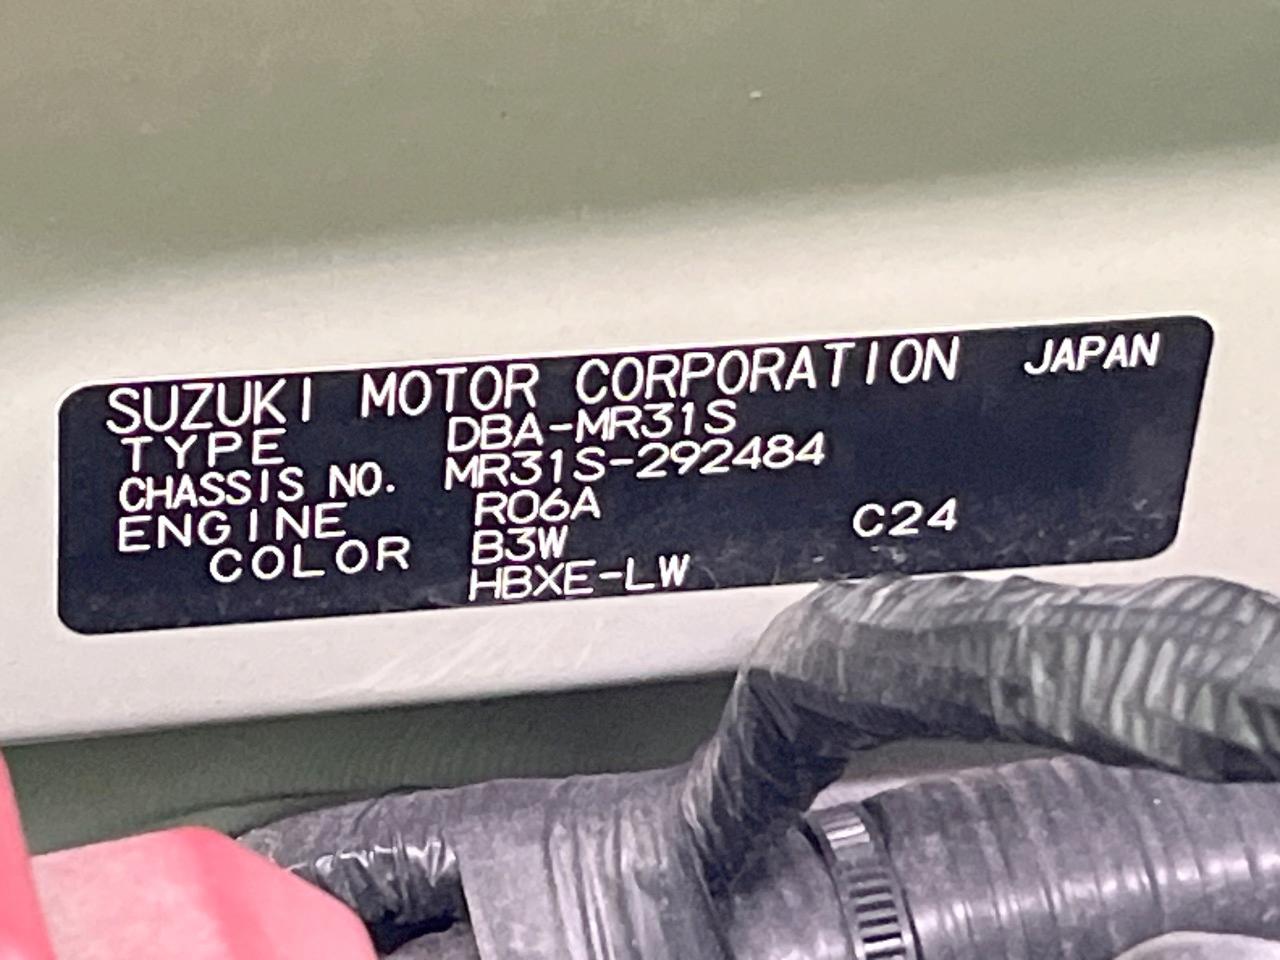 SUZUKI MOTOR CORPORATION JAPAN
TYPE DBA-MR31S
CHASSIS NO. MR31S-292484
ENGINE R06A
COLOR B3W C24
HBXE-LW